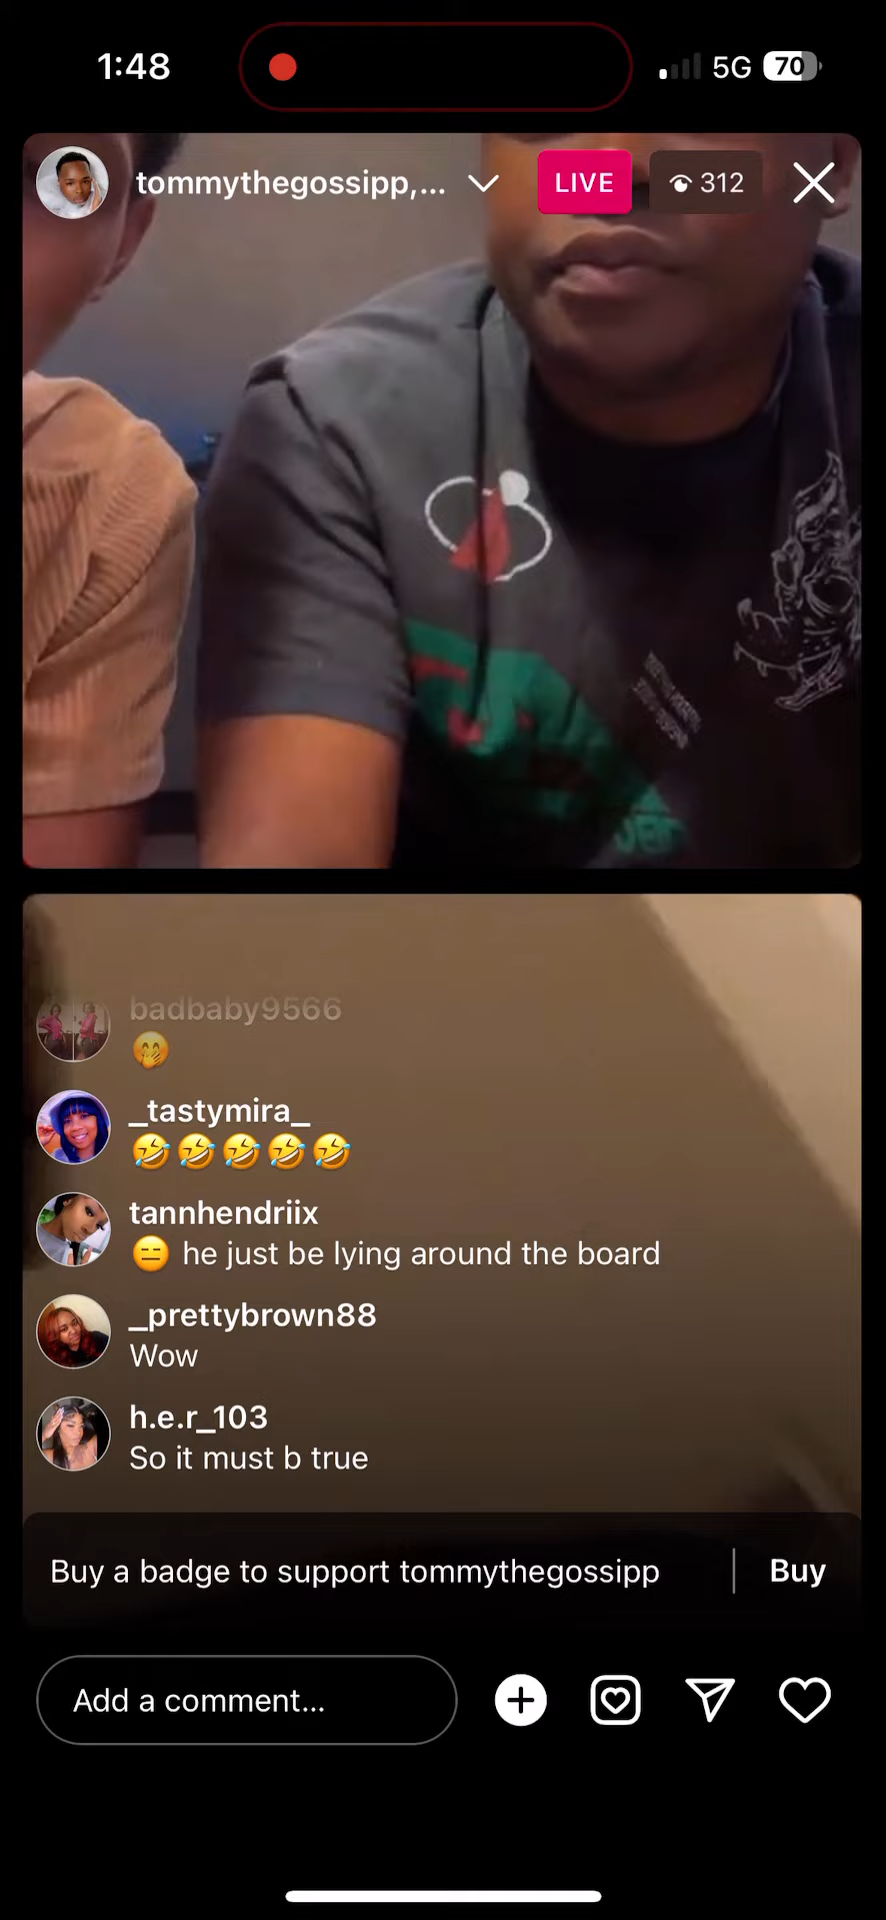 1:48
5G
70
tommythegossipp,...
LIVE
312
badbaby9566
🤭
_tastymira_
🤣🤣🤣🤣🤣
tannhendriix
😑 he just be lying around the board
_prettybrown88
Wow
h.e.r_103
So it must b true
Buy a badge to support tommythegossipp
Buy
Add a comment...